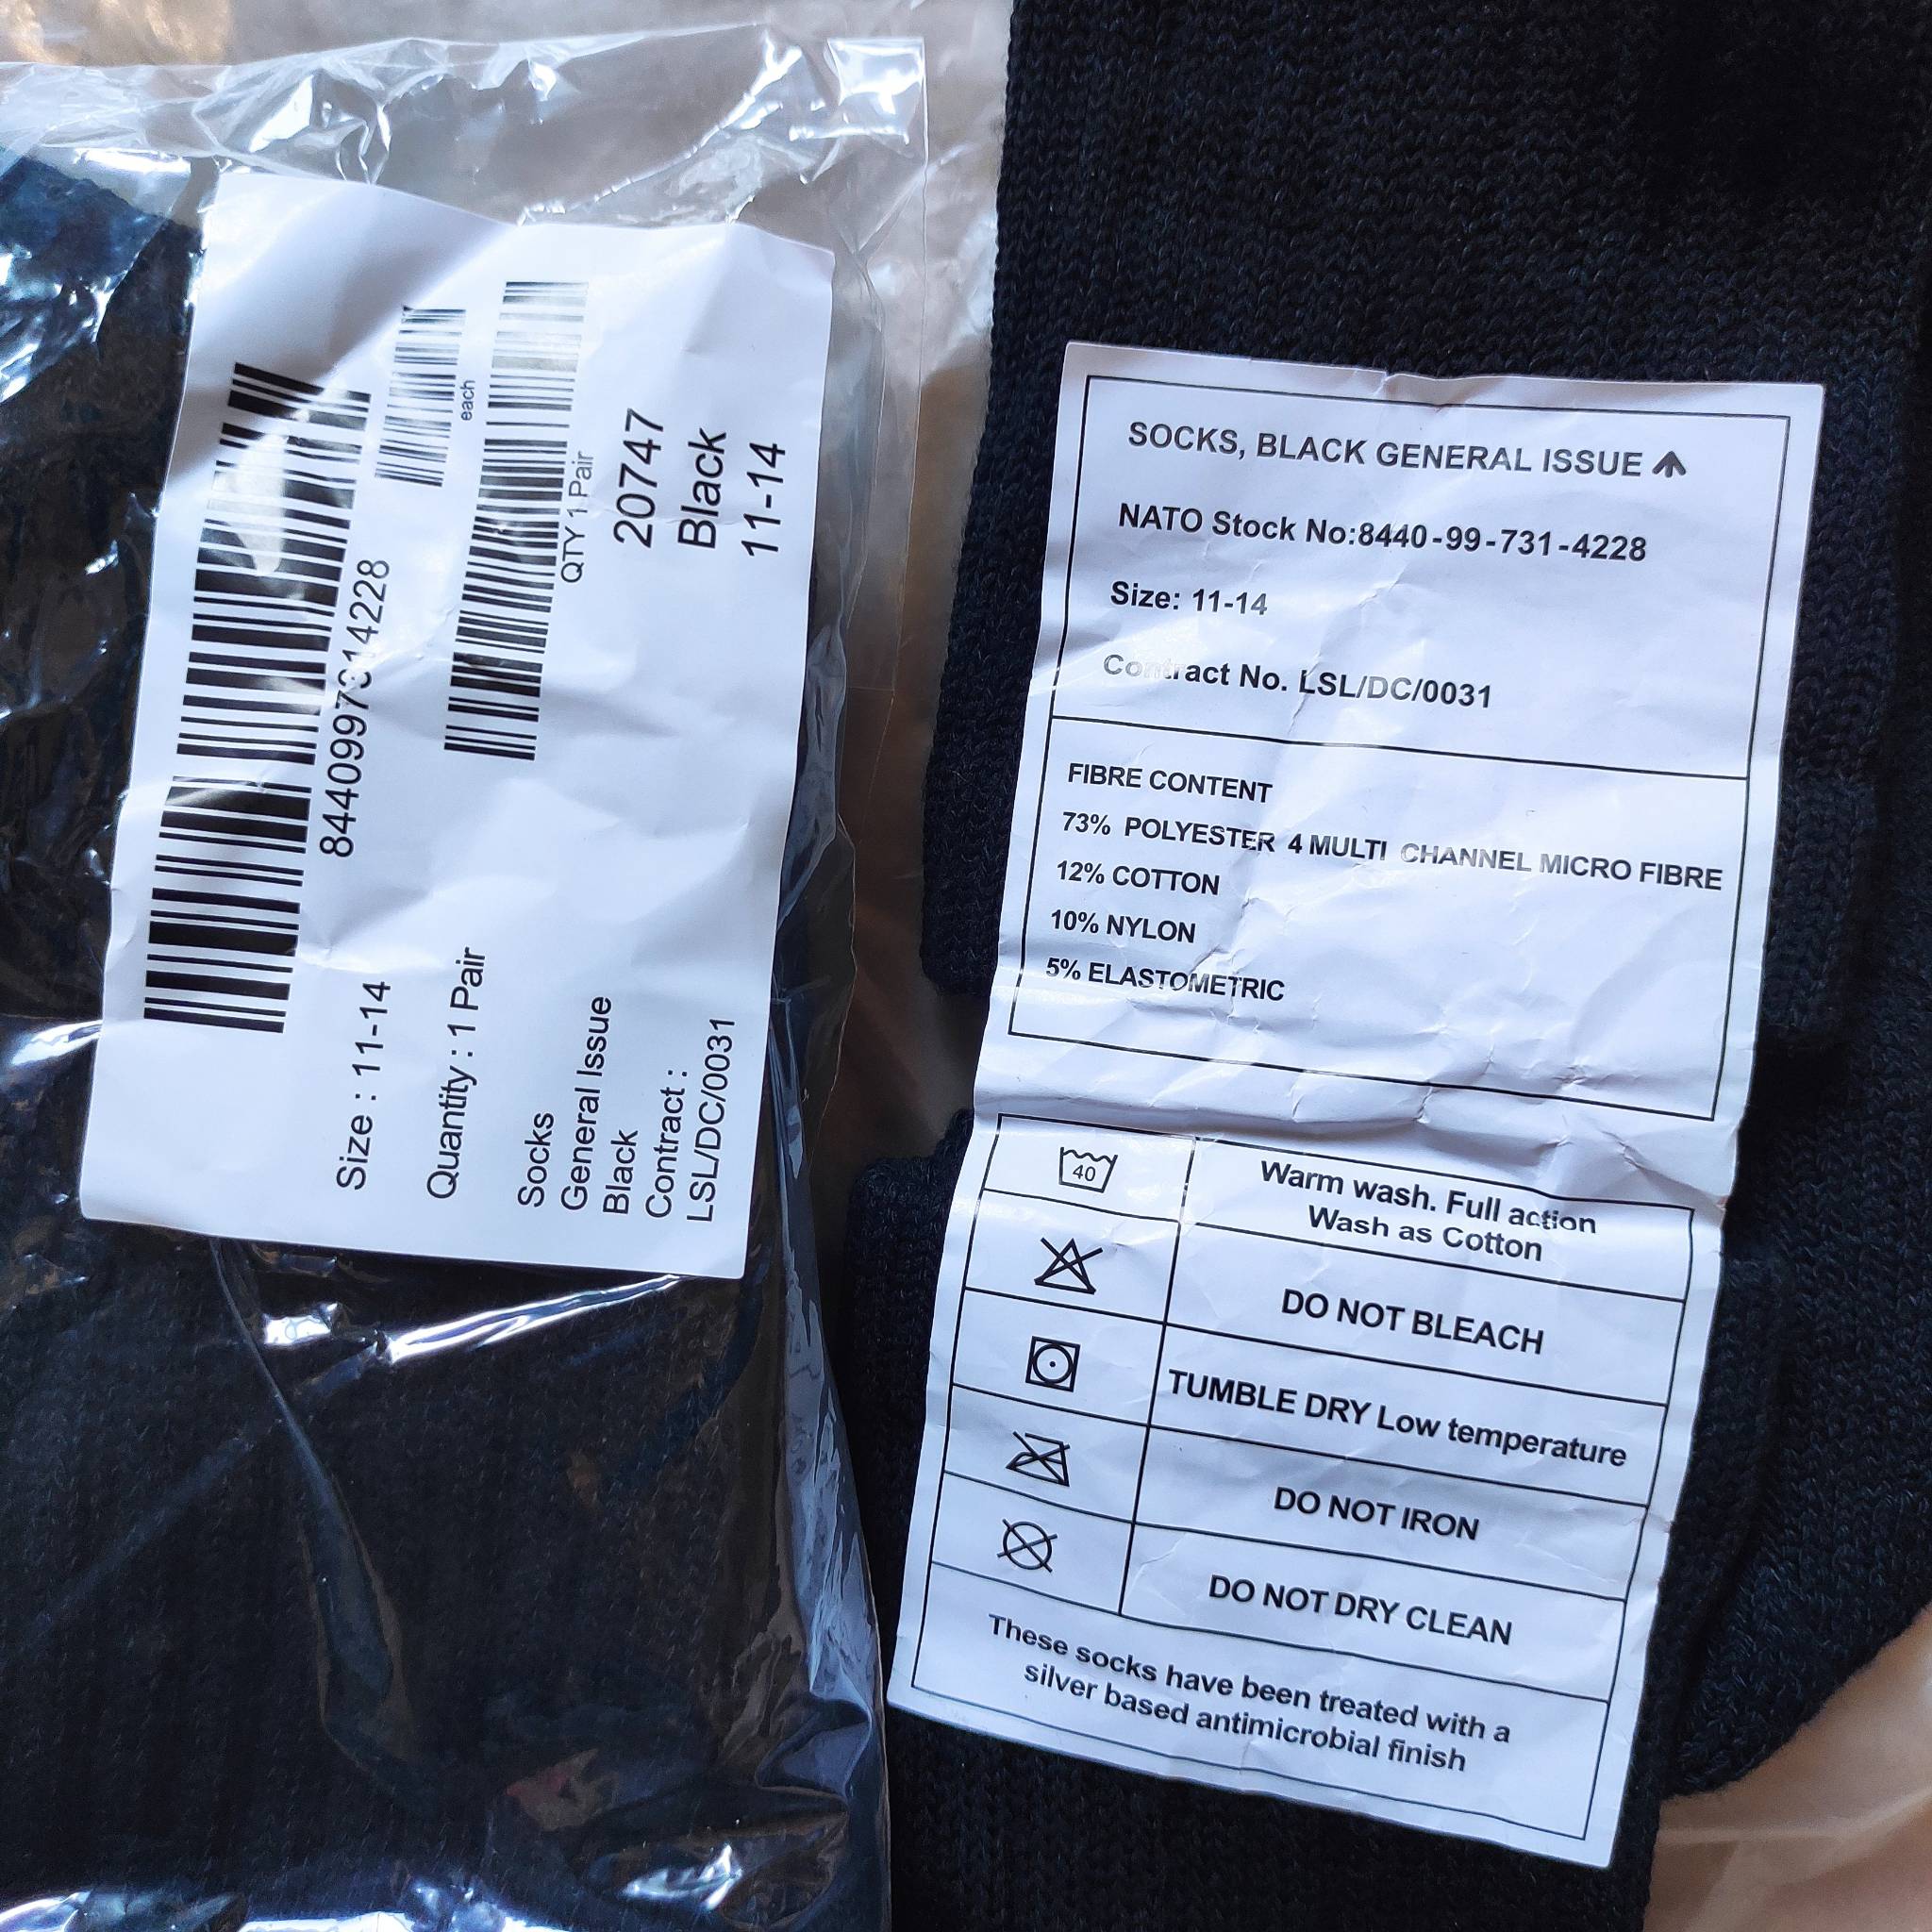 8440997314228
each
QTY 1 Pair
20747
Black
11-14
Size : 11-14
Quantity : 1 Pair
Socks
General Issue
Black
Contract :
LSL/DC/0031
SOCKS, BLACK GENERAL ISSUE
NATO Stock No:8440-99-731-4228
Size: 11-14
Contract No. LSL/DC/0031
FIBRE CONTENT
73% POLYESTER 4 MULTI CHANNEL MICRO FIBRE
12% COTTON
10% NYLON
5% ELASTOMETRIC
40
Warm wash. Full action
Wash as Cotton
DO NOT BLEACH
TUMBLE DRY Low temperature
DO NOT IRON
DO NOT DRY CLEAN
These socks have been treated with a
silver based antimicrobial finish